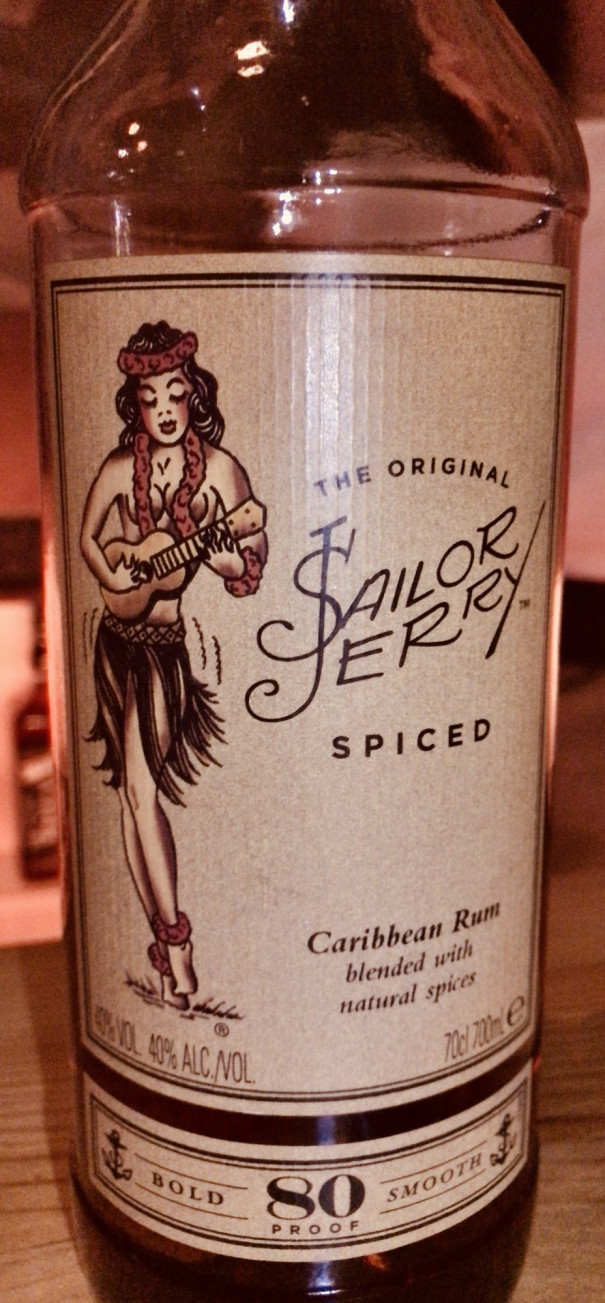 THE ORIGINAL
SAILOR
JERRY™
SPICED
Caribbean Rum
blended with
natural spices
®
40% VOL. 40% ALC./VOL.
70cl 700ml e
BOLD 80 SMOOTH
PROOF